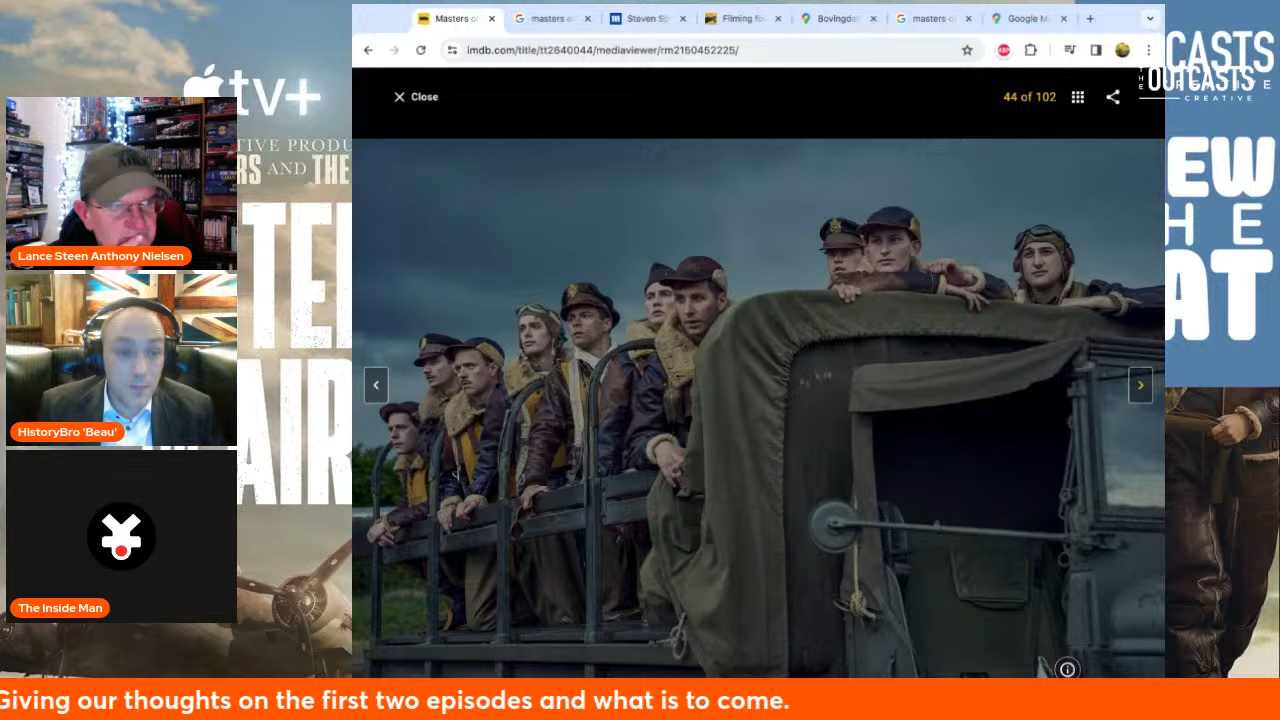 Masters o
masters o
Steven Sp
Filming fo
Bovingdo
masters o
Google M
imdb.com/title/tt2640044/mediaviewer/rm2150452225/
Close
44 of 102
tv+
TIVE PRODU
RS AND THE
TE
AIR
CASTS
THE OUTCASTS
CREATIVE
EW
HE
AT
Lance Steen Anthony Nielsen
HistoryBro 'Beau'
The Inside Man
Giving our thoughts on the first two episodes and what is to come.